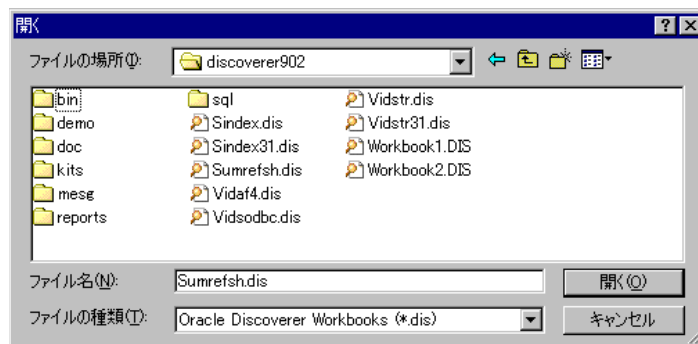 開く
ファイルの場所(I): discoverer902
bin sql Vidstr.dis
demo Sindex.dis Vidstr31.dis
doc Sindex31.dis Workbook1.DIS
kits Sumrefsh.dis Workbook2.DIS
mesg Vidaf4.dis
reports Vidsodbc.dis
ファイル名(N): Sumrefsh.dis 開く(O)
ファイルの種類(T): Oracle Discoverer Workbooks (*.dis) キャンセル